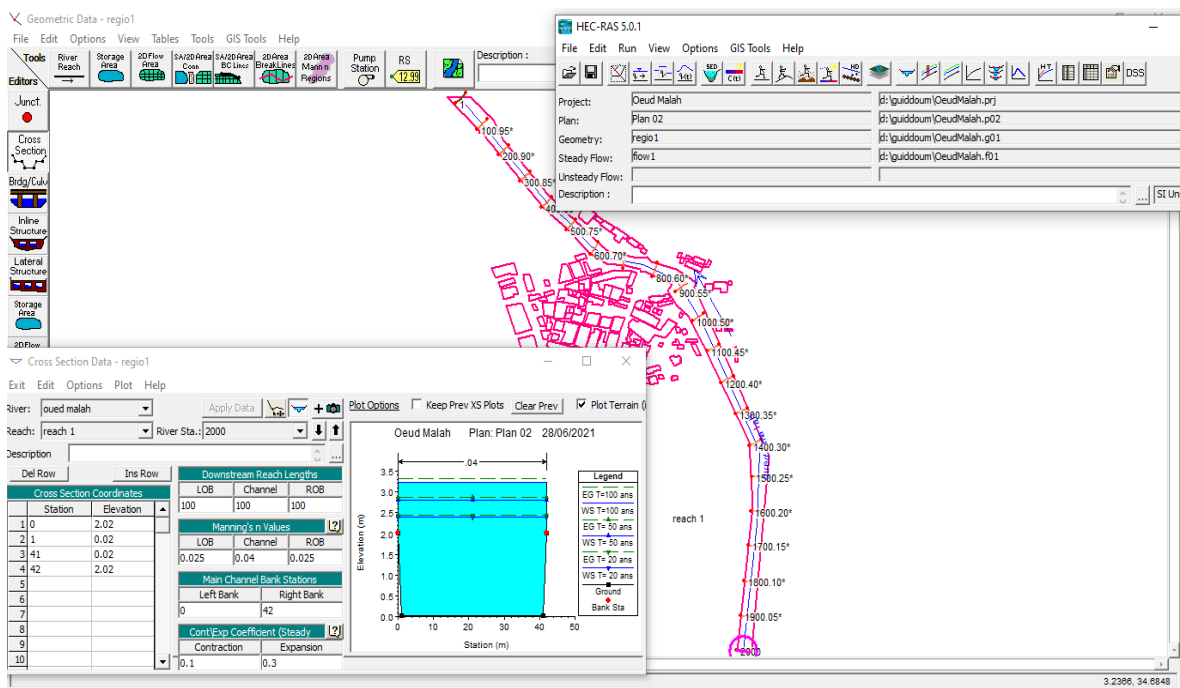 Geometric Data - regio1
File Edit Options View Tables Tools GIS Tools Help
Tools
Editors
River Reach
Storage Area
2D Flow Area
SA/2D Area Conn
SA/2D Area BC Lines
2D Area BreakLines
2D Area Mann n Regions
Pump Station
RS
12.99
Description :
Junct.
Cross Section
Brdg/Culv
Inline Structure
Lateral Structure
Storage Area
2D Flow
HEC-RAS 5.0.1
File Edit Run View Options GIS Tools Help
DSS
Project: Oeud Malah d:\guiddoum\OeudMalah.prj
Plan: Plan 02 d:\guiddoum\OeudMalah.p02
Geometry: regio1 d:\guiddoum\OeudMalah.g01
Steady Flow: flow1 d:\guiddoum\OeudMalah.f01
Unsteady Flow:
Description : ... SI Un
1
100.95*
200.90*
300.85*
500.75*
600.70*
800.60*
900.55*
1000.50*
1100.45*
1200.40*
1300.35*
1400.30*
1500.25*
1600.20*
1700.15*
1800.10*
1900.05*
2000
reach 1
Cross Section Data - regio1
Exit Edit Options Plot Help
River: oued malah Apply Data Plot Options Keep Prev XS Plots Clear Prev Plot Terrain (i
Reach: reach 1 River Sta.: 2000
Description ...
Del Row Ins Row
Cross Section Coordinates
Station Elevation
1 0 2.02
2 1 0.02
3 41 0.02
4 42 2.02
5
6
7
8
9
10
Downstream Reach Lengths
LOB Channel ROB
100 100 100
Manning's n Values ?
LOB Channel ROB
0.025 0.04 0.025
Main Channel Bank Stations
Left Bank Right Bank
0 42
Cont\Exp Coefficient (Steady ?
Contraction Expansion
0.1 0.3
Oeud Malah Plan: Plan 02 28/06/2021
.04
3.5
3.0
2.5
2.0
1.5
1.0
0.5
0.0
0 10 20 30 40 50
Station (m)
Elevation (m)
Legend
EG T=100 ans
WS T=100 ans
EG T= 50 ans
WS T= 50 ans
EG T= 20 ans
WS T= 20 ans
Ground
Bank Sta
3.2366, 34.6848